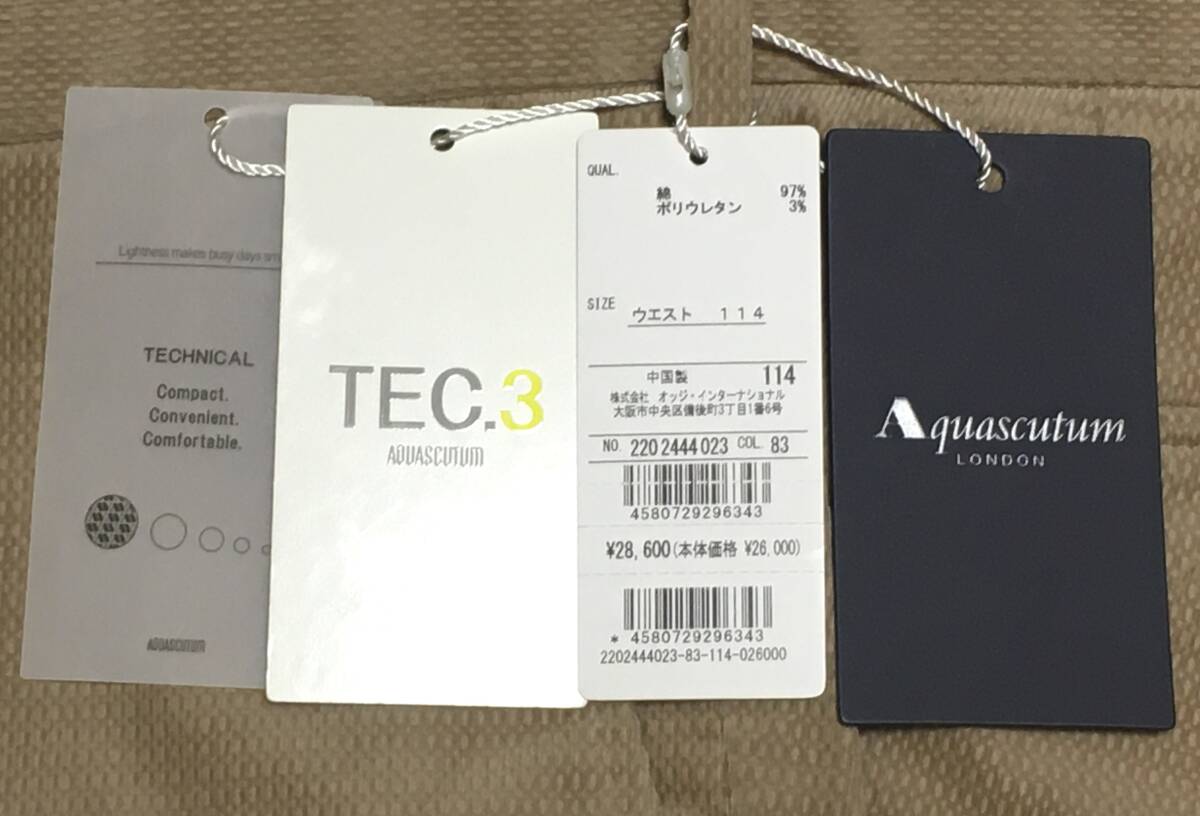 Lightness makes busy days
TECHNICAL
Compact.
Convenient.
Comfortable.
AQUASCUTUM
TEC.3
AQUASCUTUM
QUAL.
綿 97%
ポリウレタン 3%
SIZE ウエスト 114
中国製 114
株式会社 オッジ・インターナショナル
大阪市中央区備後町3丁目1番6号
NO. 2202444023 COL. 83
4580729296343
¥28,600(本体価格 ¥26,000)
* 4580729296343
2202444023-83-114-026000
Aquascutum
LONDON